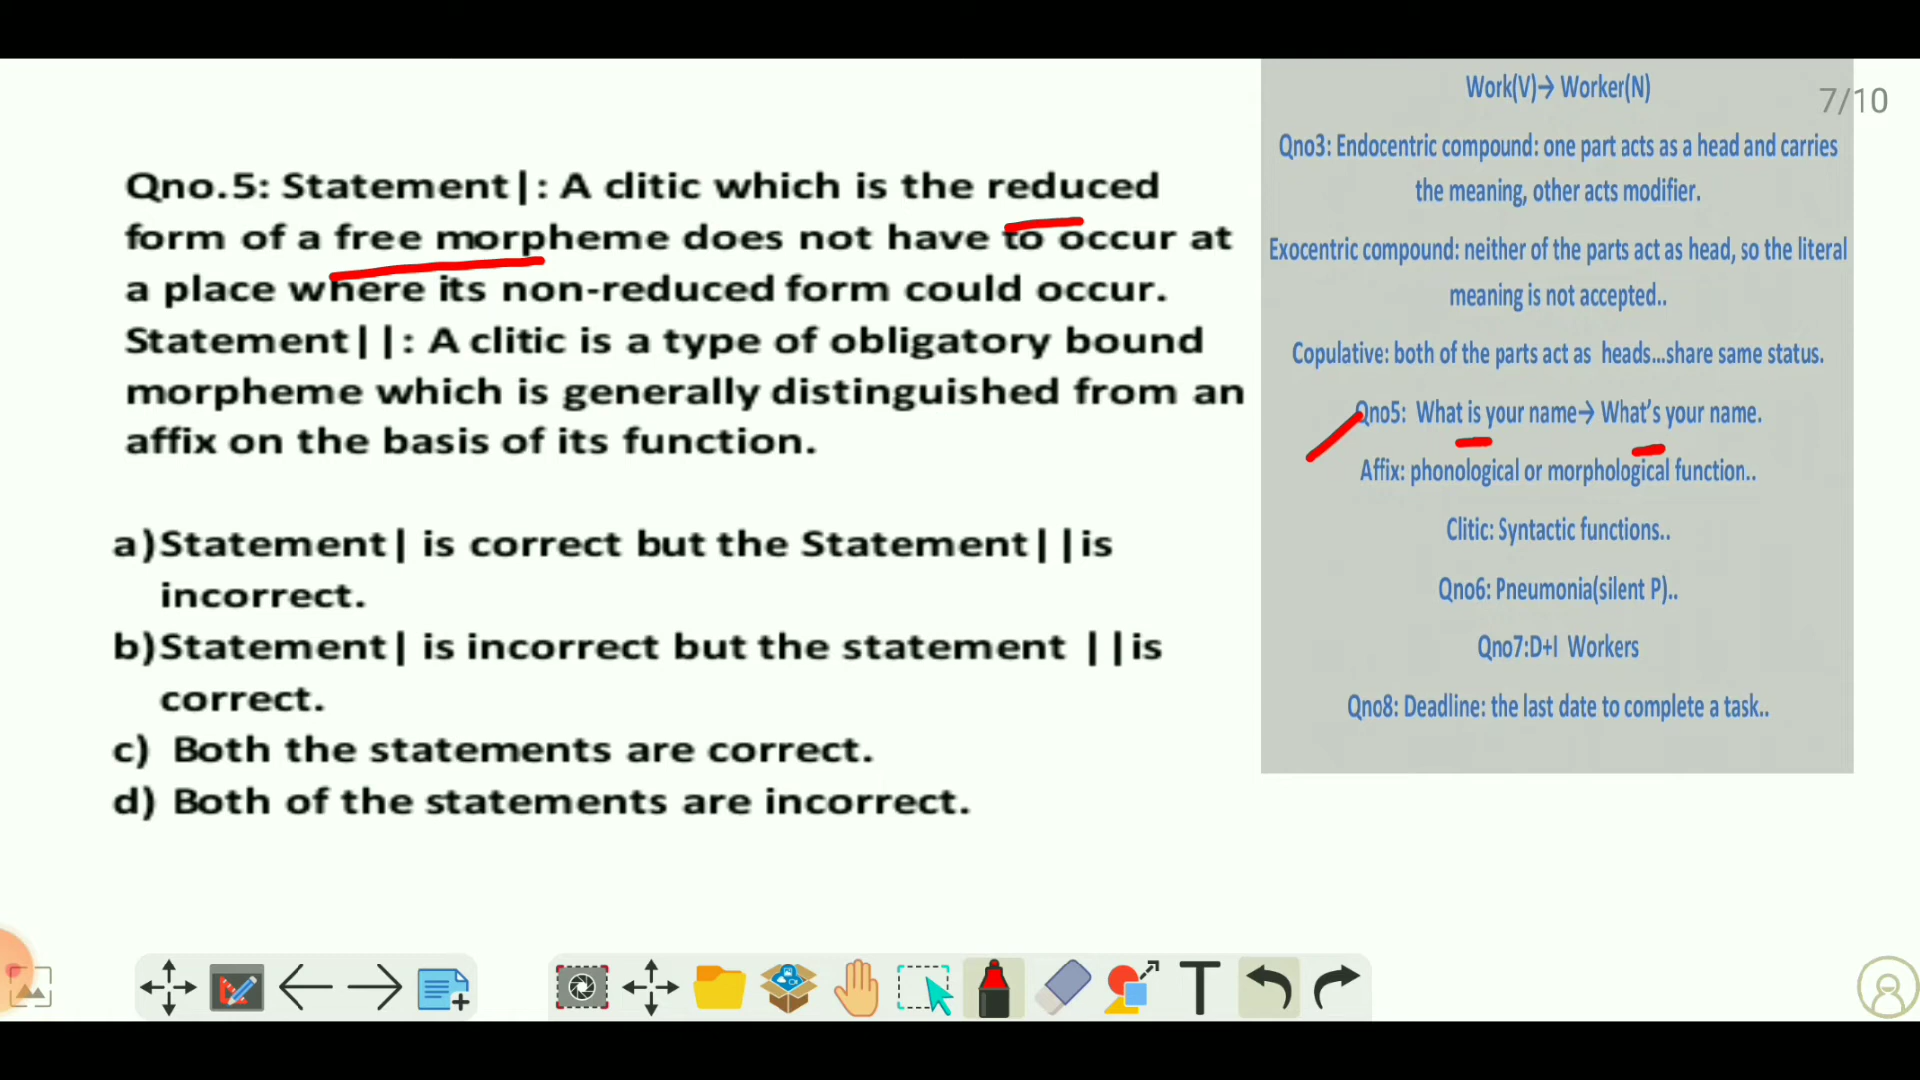 Qno.5: Statement|: A clitic which is the reduced
form of a free morpheme does not have to occur at
a place where its non-reduced form could occur.
Statement||: A clitic is a type of obligatory bound
morpheme which is generally distinguished from an
affix on the basis of its function.
a)Statement| is correct but the Statement||is
incorrect.
b)Statement| is incorrect but the statement ||is
correct.
c) Both the statements are correct.
d) Both of the statements are incorrect.
Work(V)→ Worker(N)
7/10
Qno3: Endocentric compound: one part acts as a head and carries
the meaning, other acts modifier.
Exocentric compound: neither of the parts act as head, so the literal
meaning is not accepted..
Copulative: both of the parts act as heads...share same status.
Qno5: What is your name→ What's your name.
Affix: phonological or morphological function..
Clitic: Syntactic functions..
Qno6: Pneumonia(silent P)..
Qno7:D+I Workers
Qno8: Deadline: the last date to complete a task..
T